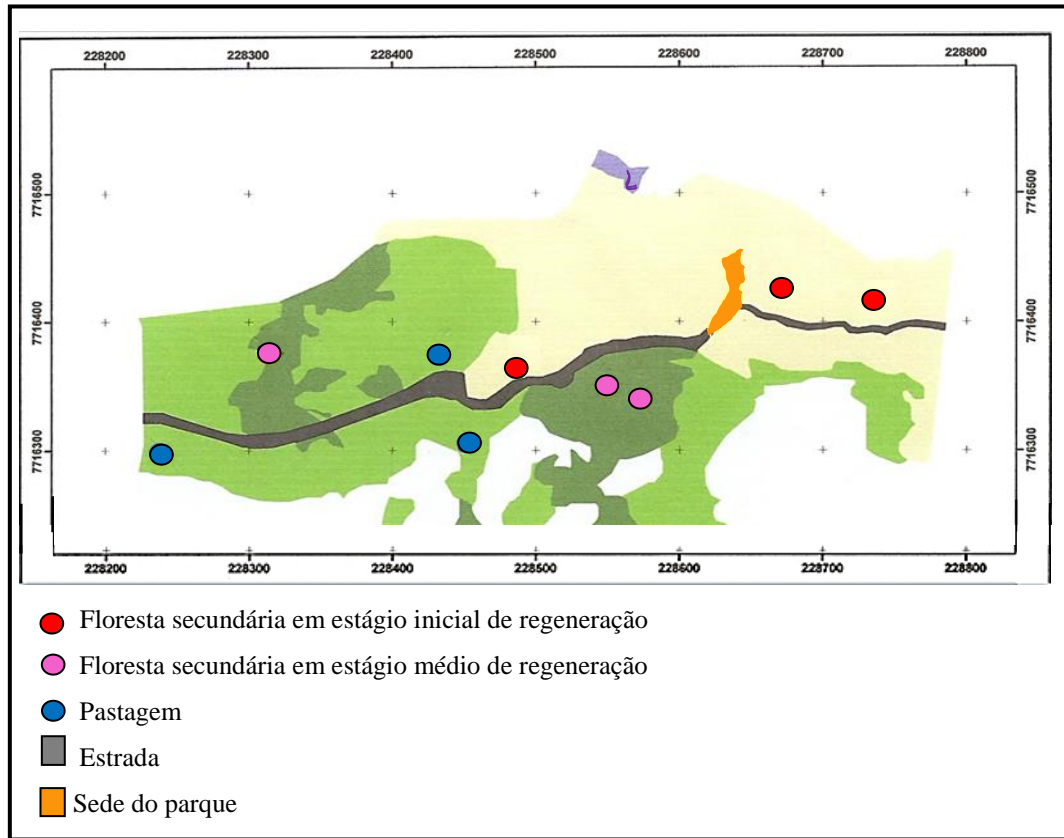 228200 228300 228400 228500 228600 228700 228800
7716500 7716500
7716400 7716400
7716300 7716300
228200 228300 228400 228500 228600 228700 228800
Floresta secundária em estágio inicial de regeneração
Floresta secundária em estágio médio de regeneração
Pastagem
Estrada
Sede do parque